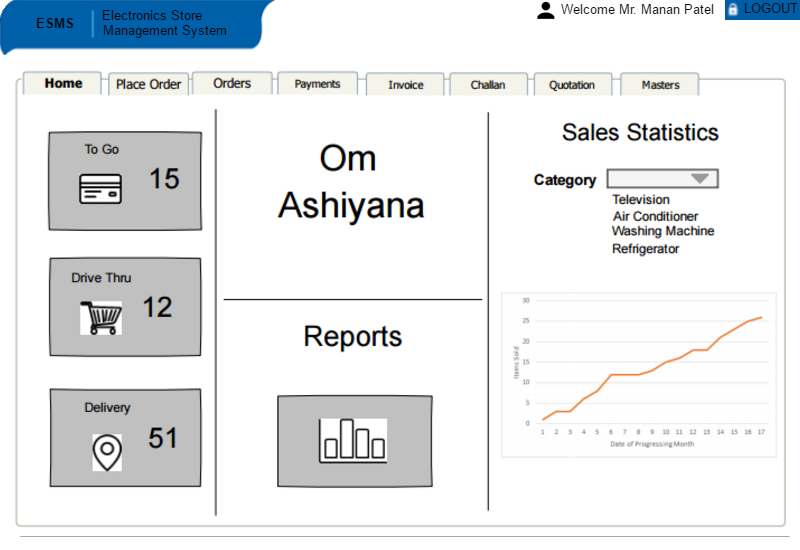 ESMS
Electronics Store
Management System
Welcome Mr. Manan Patel
LOGOUT
Home
Place Order
Orders
Payments
Invoice
Challan
Quotation
Masters
To Go
15
Drive Thru
12
Delivery
51
Om
Ashiyana
Reports
Sales Statistics
Category
Television
Air Conditioner
Washing Machine
Refrigerator
30
25
20
15
10
5
0
Items Sold
1 2 3 4 5 6 7 8 9 10 11 12 13 14 15 16 17
Date of Progressing Month